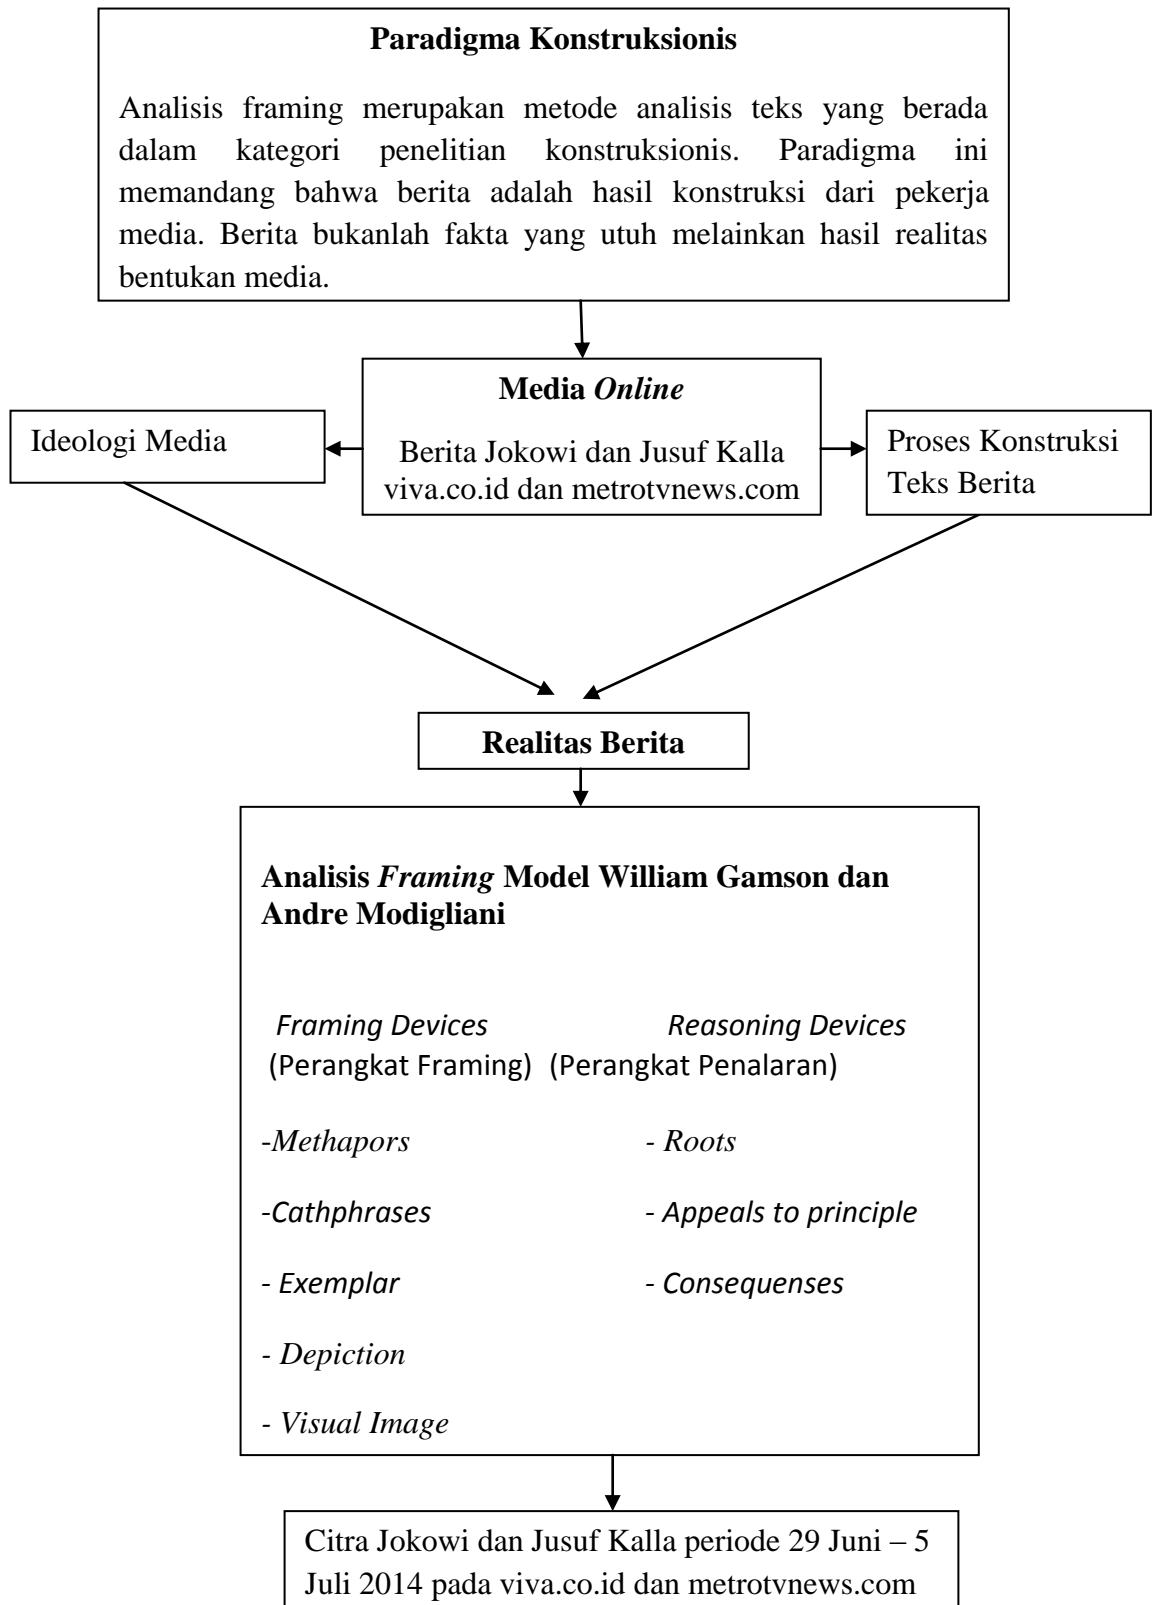 Paradigma Konstruksionis
Analisis framing merupakan metode analisis teks yang berada
dalam kategori penelitian konstruksionis. Paradigma ini
memandang bahwa berita adalah hasil konstruksi dari pekerja
media. Berita bukanlah fakta yang utuh melainkan hasil realitas
bentukan media.
Media Online
Berita Jokowi dan Jusuf Kalla
viva.co.id dan metrotvnews.com
Ideologi Media
Proses Konstruksi
Teks Berita
Realitas Berita
Analisis Framing Model William Gamson dan
Andre Modigliani
Framing Devices Reasoning Devices
(Perangkat Framing) (Perangkat Penalaran)
-Methapors - Roots
-Cathphrases - Appeals to principle
- Exemplar - Consequenses
- Depiction
- Visual Image
Citra Jokowi dan Jusuf Kalla periode 29 Juni – 5
Juli 2014 pada viva.co.id dan metrotvnews.com